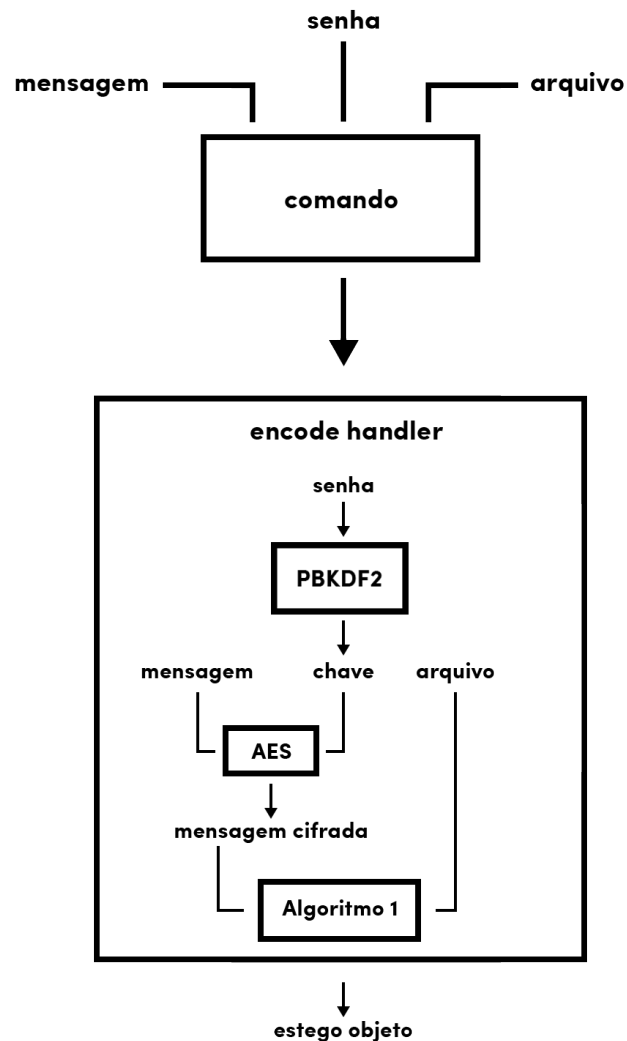 senha
mensagem
arquivo
comando
encode handler
senha
PBKDF2
mensagem
chave
arquivo
AES
mensagem cifrada
Algoritmo 1
estego objeto